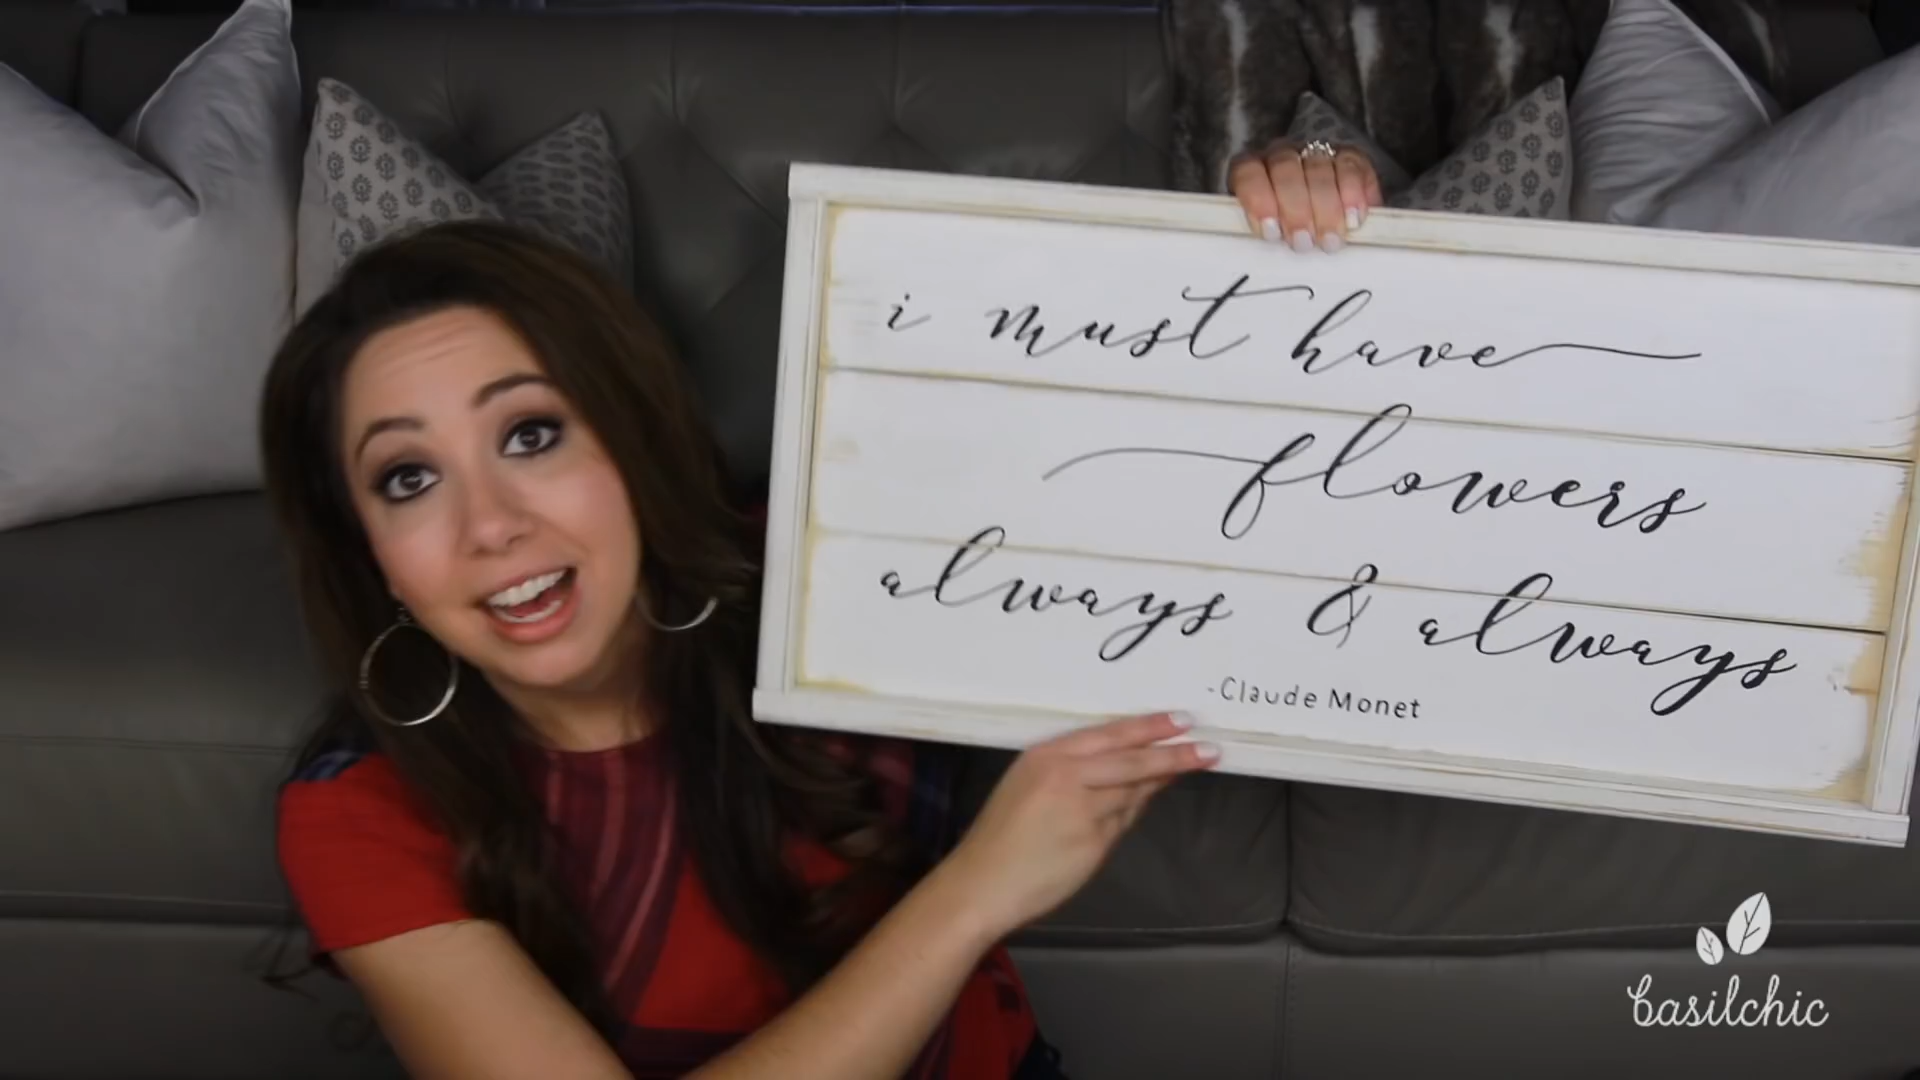 i must have
flowers
always & always
-Claude Monet
basilchic